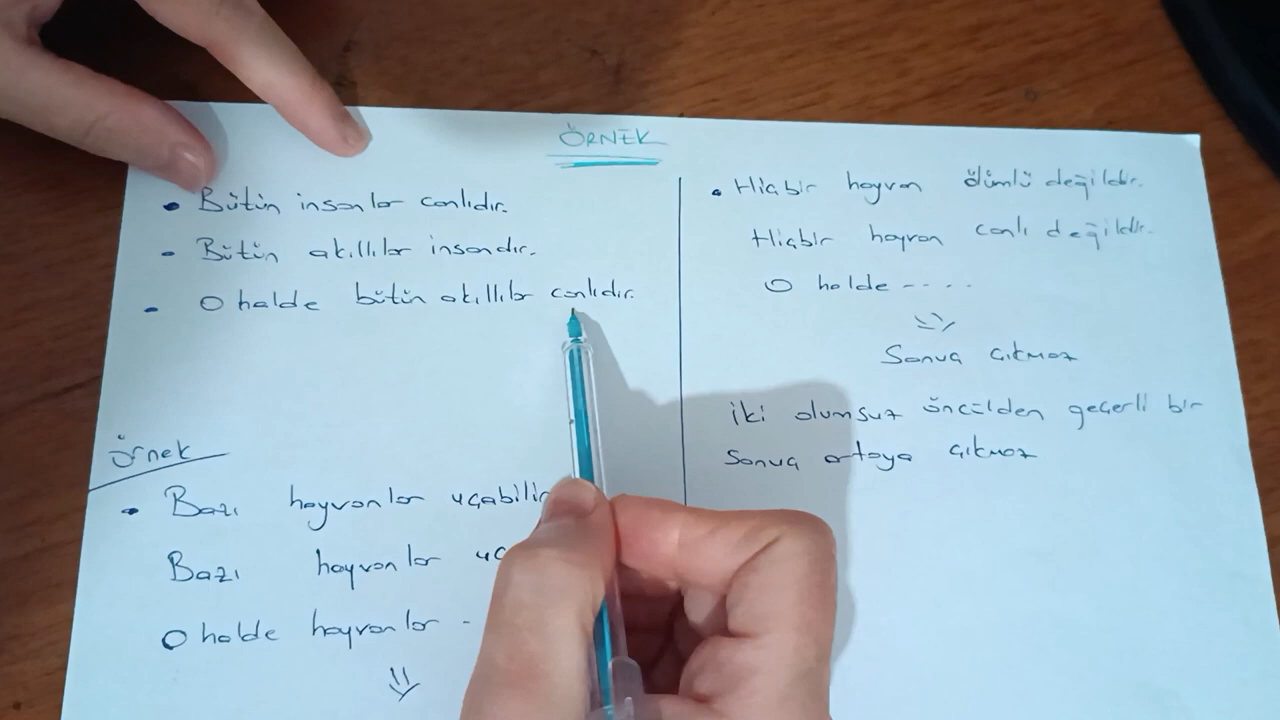 ÖRNEK
• Bütün insanlar canlıdır.
- Bütün akıllılar insandır.
- O halde bütün akıllılar canlıdır.
Örnek
• Bazı hayvanlar uçabilir
Bazı hayvanlar
O halde hayvanlar -
• Hiçbir hayvan ölümlü değildir.
Hiçbir hayvan canlı değildir.
O halde ....
Sonuç çıkmaz
İki olumsuz öncülden geçerli bir
Sonuç ortaya çıkmaz